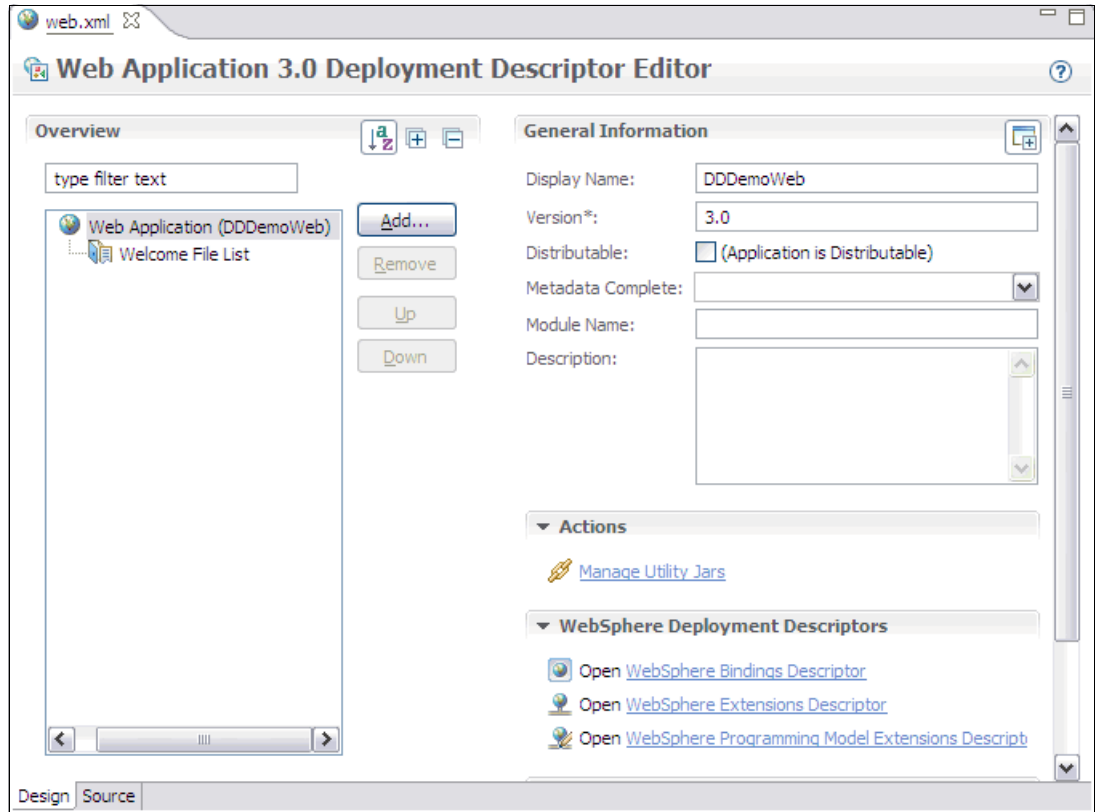 web.xml
Web Application 3.0 Deployment Descriptor Editor
Overview
type filter text
Web Application (DDDemoWeb)
Welcome File List
Add...
Remove
Up
Down
General Information
Display Name: DDDemoWeb
Version*: 3.0
Distributable: (Application is Distributable)
Metadata Complete:
Module Name:
Description:
Actions
Manage Utility Jars
WebSphere Deployment Descriptors
Open WebSphere Bindings Descriptor
Open WebSphere Extensions Descriptor
Open WebSphere Programming Model Extensions Descripto
Design Source